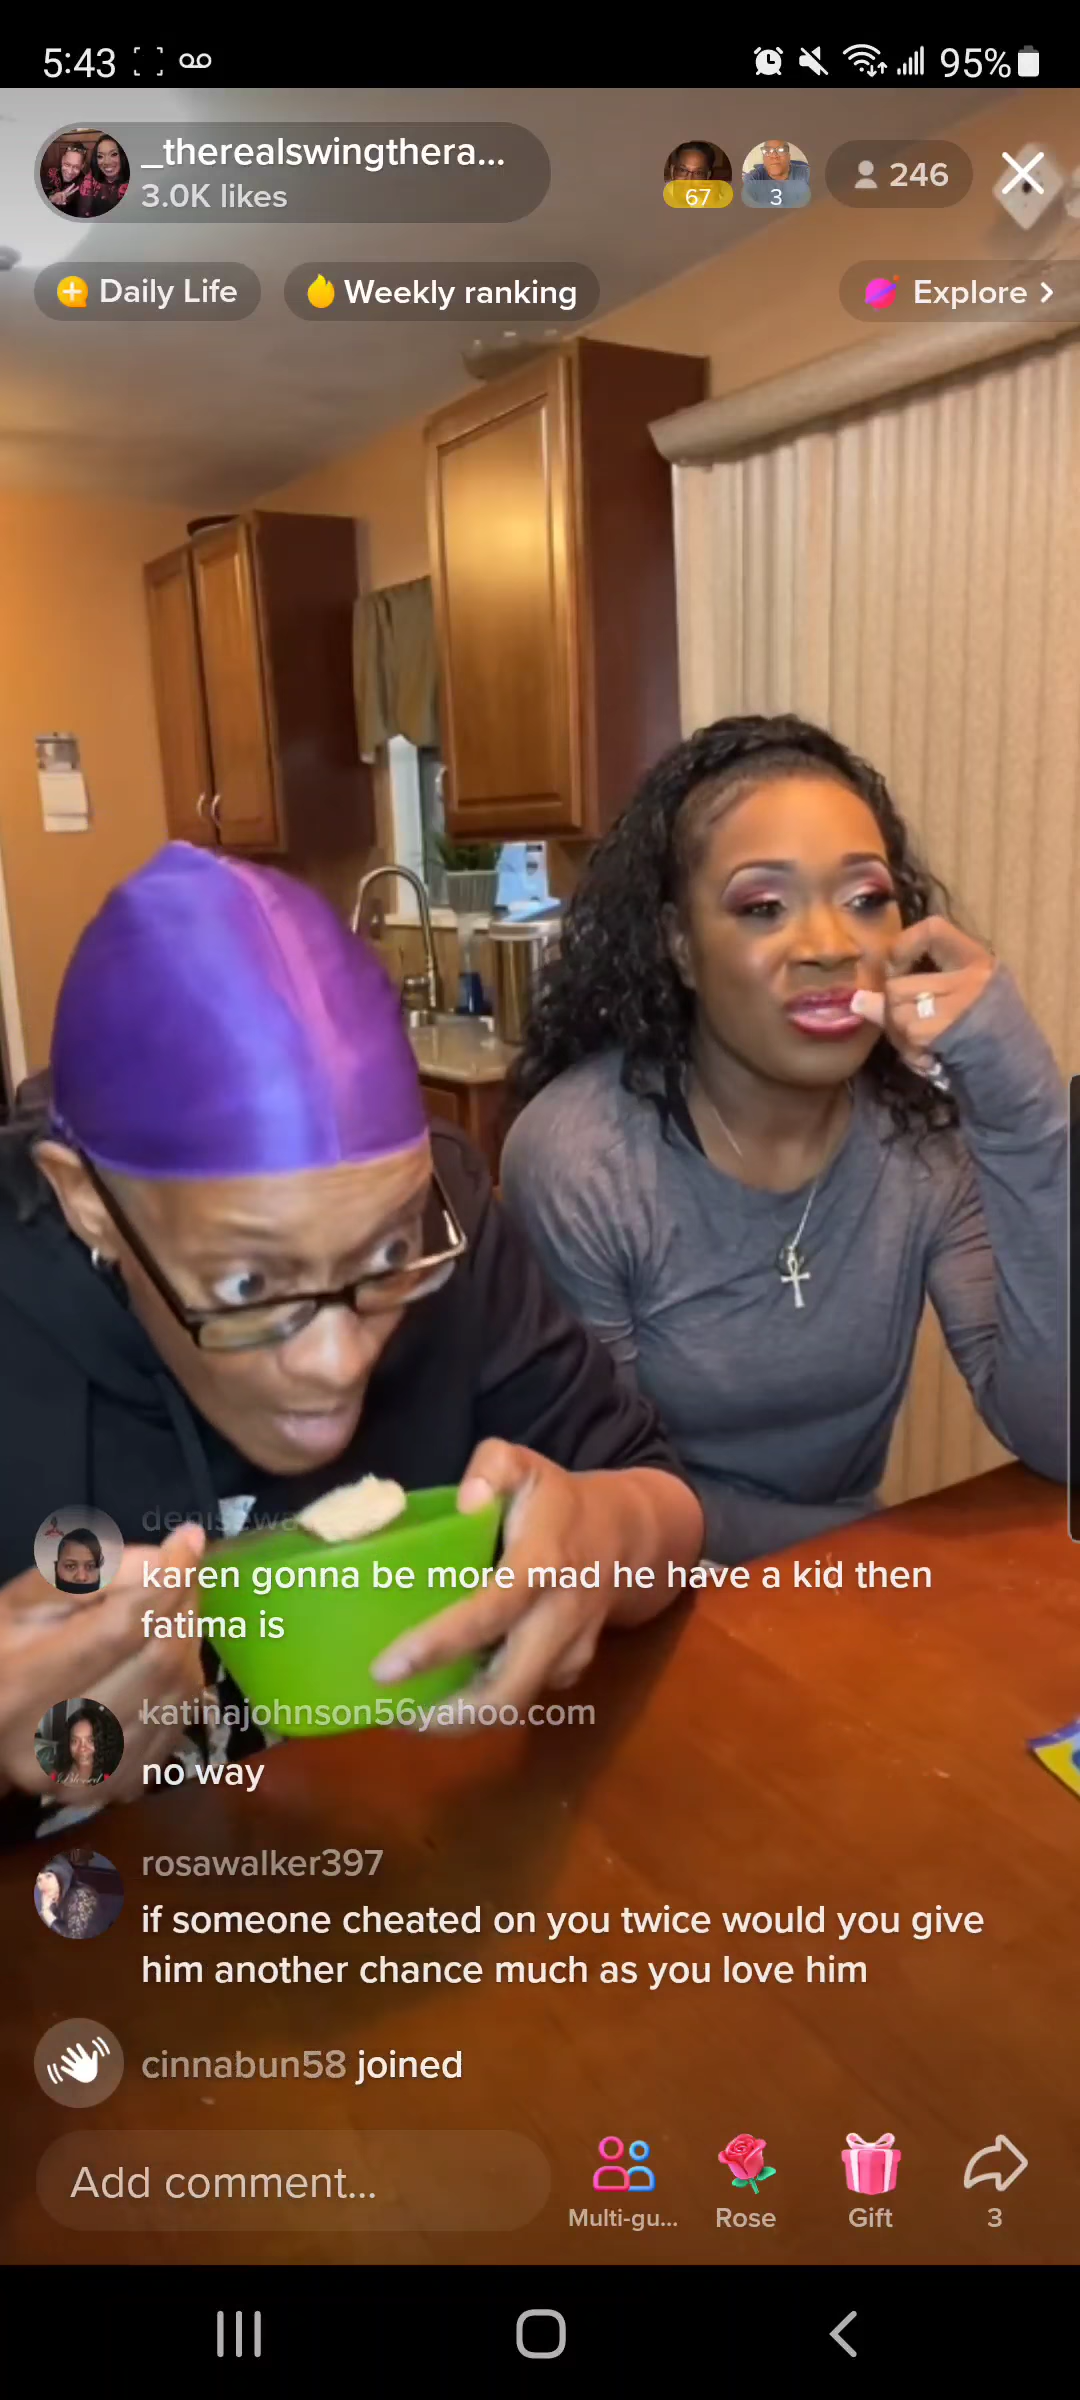 5:43
95%
_therealswingthera...
3.0K likes
67
3
246
Daily Life
Weekly ranking
Explore
karen gonna be more mad he have a kid then
fatima is
katinajohnson56yahoo.com
no way
rosawalker397
if someone cheated on you twice would you give
him another chance much as you love him
cinnabun58 joined
Add comment...
Multi-gu...
Rose
Gift
3